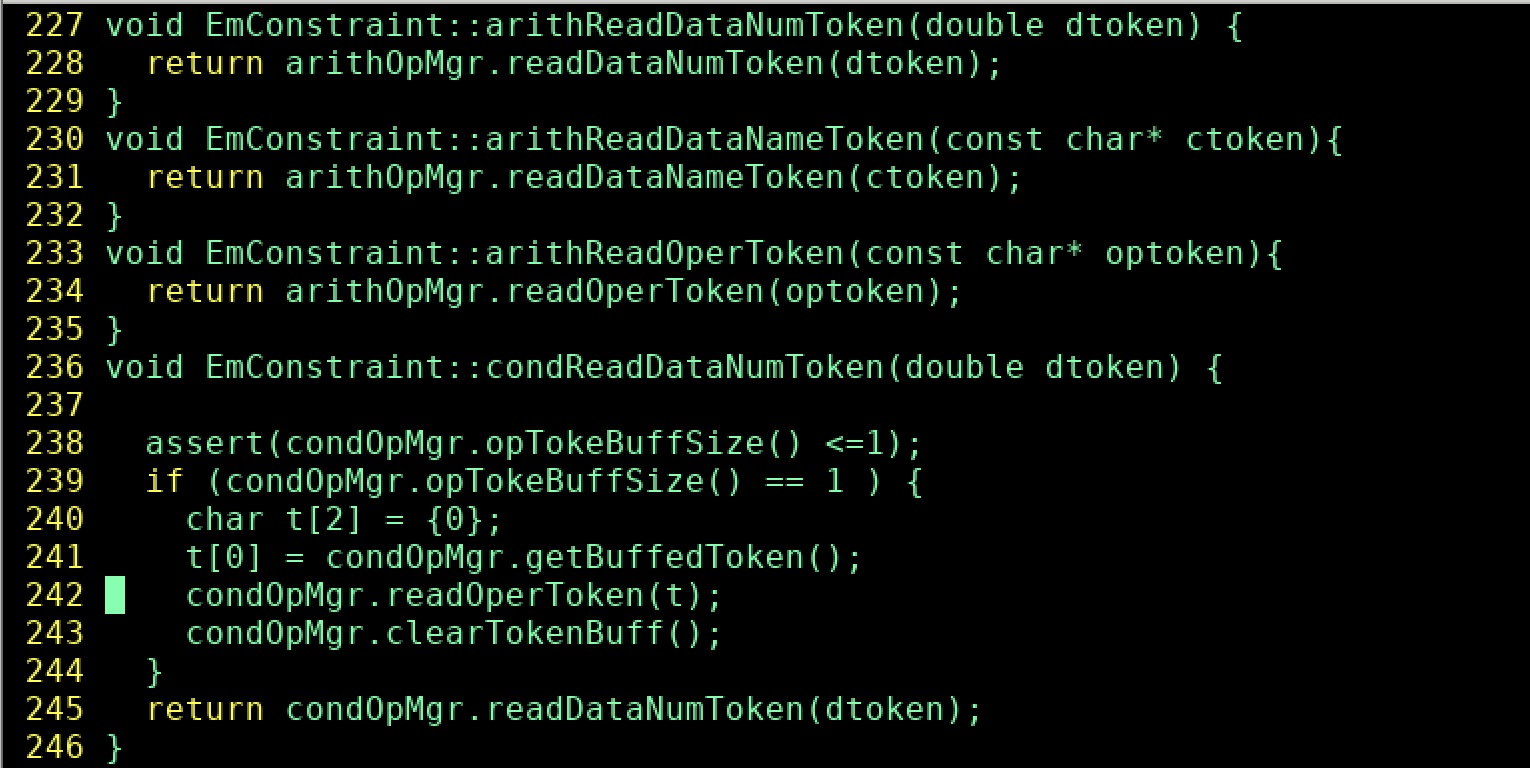 227 void EmConstraint::arithReadDataNumToken(double dtoken) {
228   return arithOpMgr.readDataNumToken(dtoken);
229 }
230 void EmConstraint::arithReadDataNameToken(const char* ctoken){
231   return arithOpMgr.readDataNameToken(ctoken);
232 }
233 void EmConstraint::arithReadOperToken(const char* optoken){
234   return arithOpMgr.readOperToken(optoken);
235 }
236 void EmConstraint::condReadDataNumToken(double dtoken) {
237
238   assert(condOpMgr.opTokeBuffSize() <=1);
239   if (condOpMgr.opTokeBuffSize() == 1 ) {
240     char t[2] = {0};
241     t[0] = condOpMgr.getBuffedToken();
242     condOpMgr.readOperToken(t);
243     condOpMgr.clearTokenBuff();
244   }
245   return condOpMgr.readDataNumToken(dtoken);
246 }